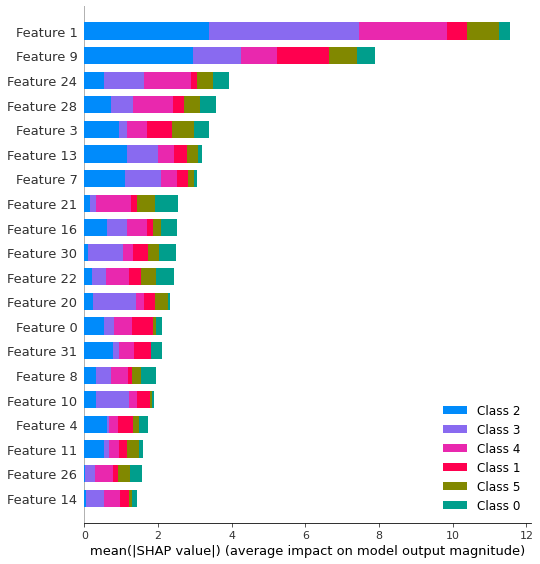 Feature 1
Feature 9
Feature 24
Feature 28
Feature 3
Feature 13
Feature 7
Feature 21
Feature 16
Feature 30
Feature 22
Feature 20
Feature 0
Feature 31
Feature 8
Feature 10
Feature 4
Feature 11
Feature 26
Feature 14
Class 2
Class 3
Class 4
Class 1
Class 5
Class 0
0 2 4 6 8 10 12
mean(|SHAP value|) (average impact on model output magnitude)